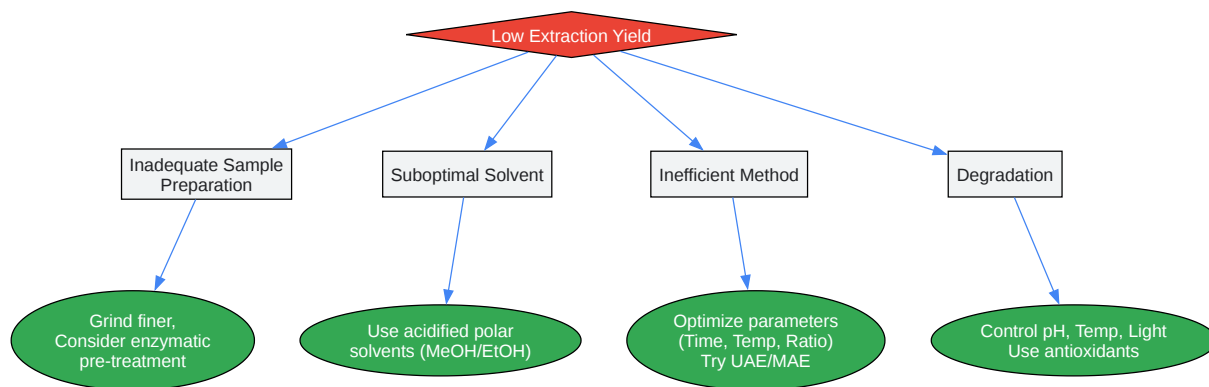 Low Extraction Yield
Inadequate Sample
Preparation
Suboptimal Solvent
Inefficient Method
Degradation
Grind finer,
Consider enzymatic
pre-treatment
Use acidified polar
solvents (MeOH/EtOH)
Optimize parameters
(Time, Temp, Ratio)
Try UAE/MAE
Control pH, Temp, Light
Use antioxidants